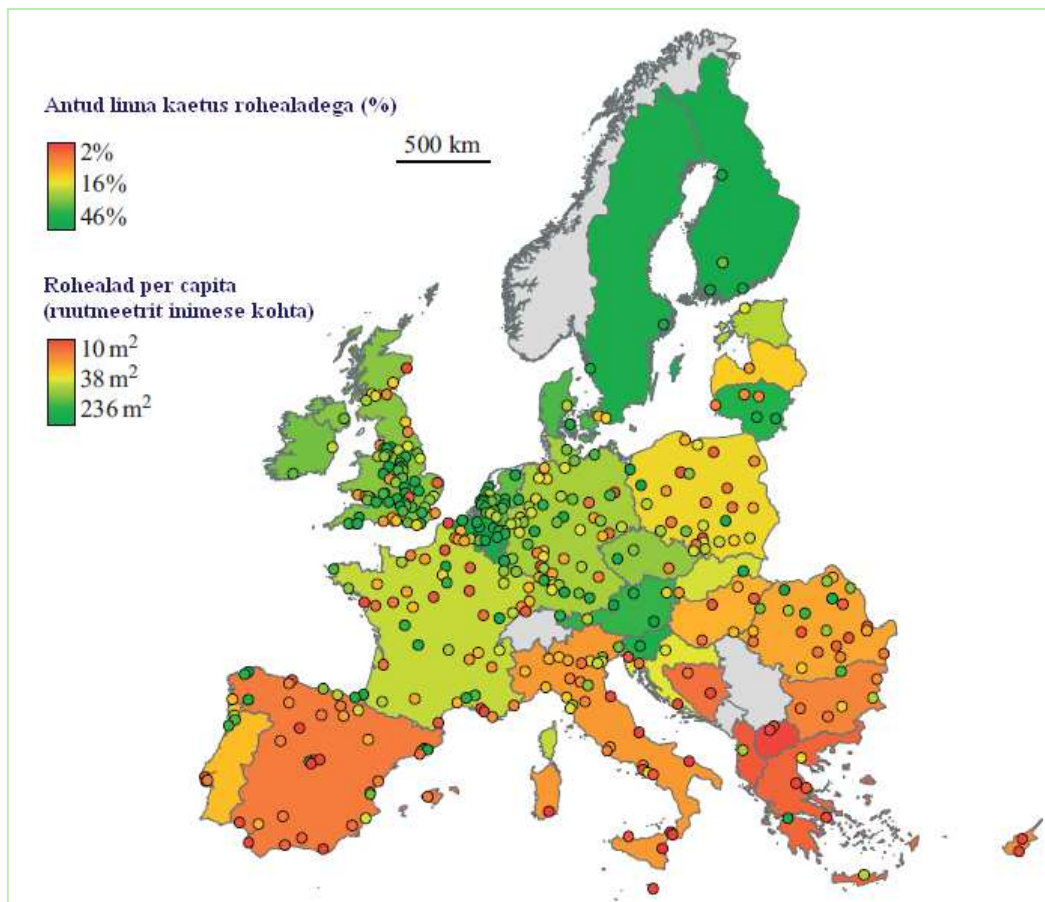 Antud linna kaetus rohealadega (%)
2%
16%
46%
500 km
Rohealad per capita
(ruutmeetrit inimese kohta)
10 m²
38 m²
236 m²